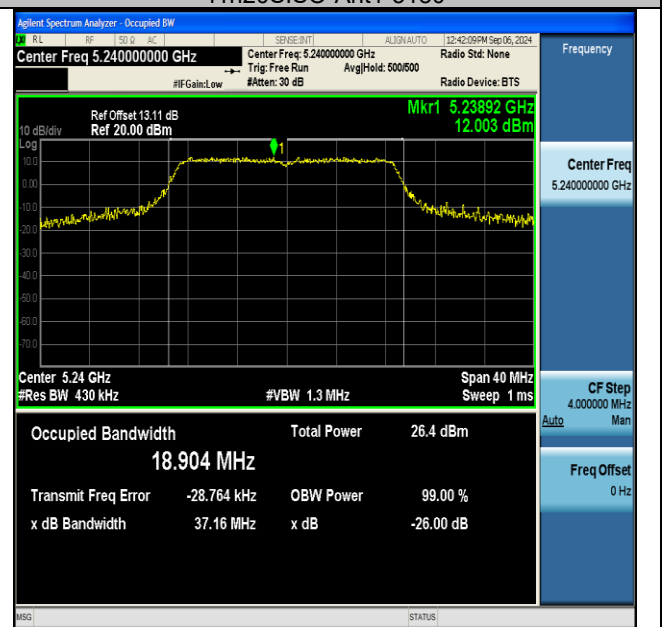 Agilent Spectrum Analyzer - Occupied BW
RL RF 50 Ω AC SENSE:INT ALIGN AUTO 12:42:09 PM Sep 06, 2024
Center Freq 5.240000000 GHz
Center Freq: 5.240000000 GHz
Radio Std: None
Trig: Free Run Avg|Hold: 500/500
#IFGain:Low #Atten: 30 dB Radio Device: BTS
Frequency
Ref Offset 13.11 dB
10 dB/div Ref 20.00 dBm
Mkr1 5.23892 GHz
12.003 dBm
Log
10.0
0.00
-10.0
-20.0
-30.0
-40.0
-50.0
-60.0
-70.0
1
Center 5.24 GHz Span 40 MHz
#Res BW 430 kHz #VBW 1.3 MHz Sweep 1 ms
Occupied Bandwidth Total Power 26.4 dBm
18.904 MHz
Transmit Freq Error -28.764 kHz OBW Power 99.00 %
x dB Bandwidth 37.16 MHz x dB -26.00 dB
Center Freq
5.240000000 GHz
CF Step
4.000000 MHz
Auto Man
Freq Offset
0 Hz
MSG STATUS